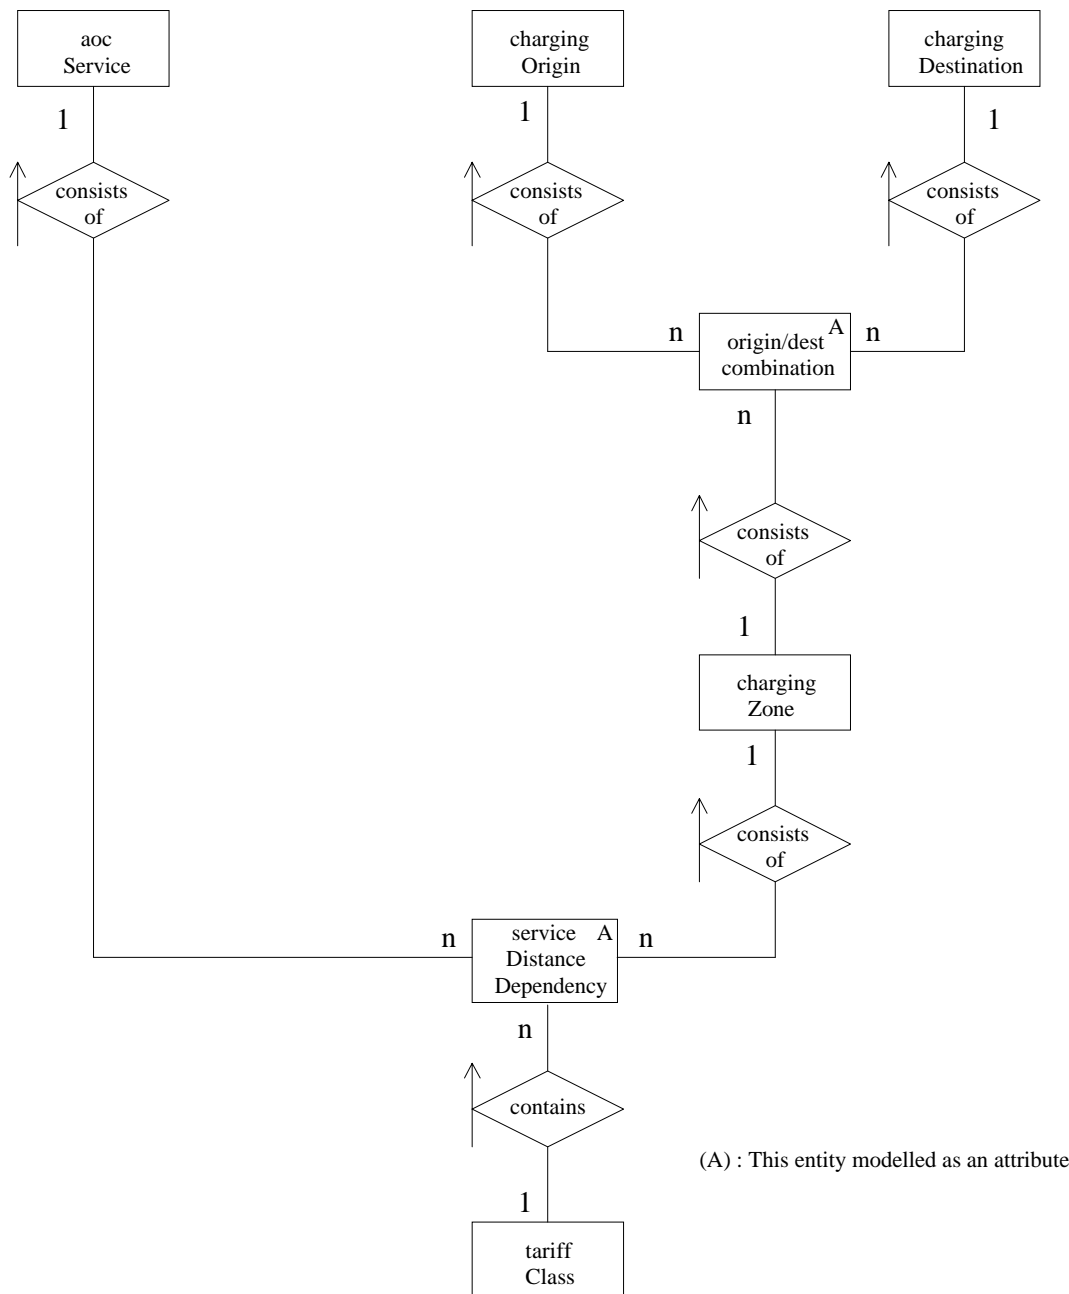 aoc
Service
charging
Origin
charging
Destination
1
1
1
consists
of
consists
of
consists
of
n
origin/dest
combination
A
n
n
consists
of
1
charging
Zone
1
consists
of
n
service
Distance
Dependency
A
n
n
contains
(A) : This entity modelled as an attribute
1
tariff
Class